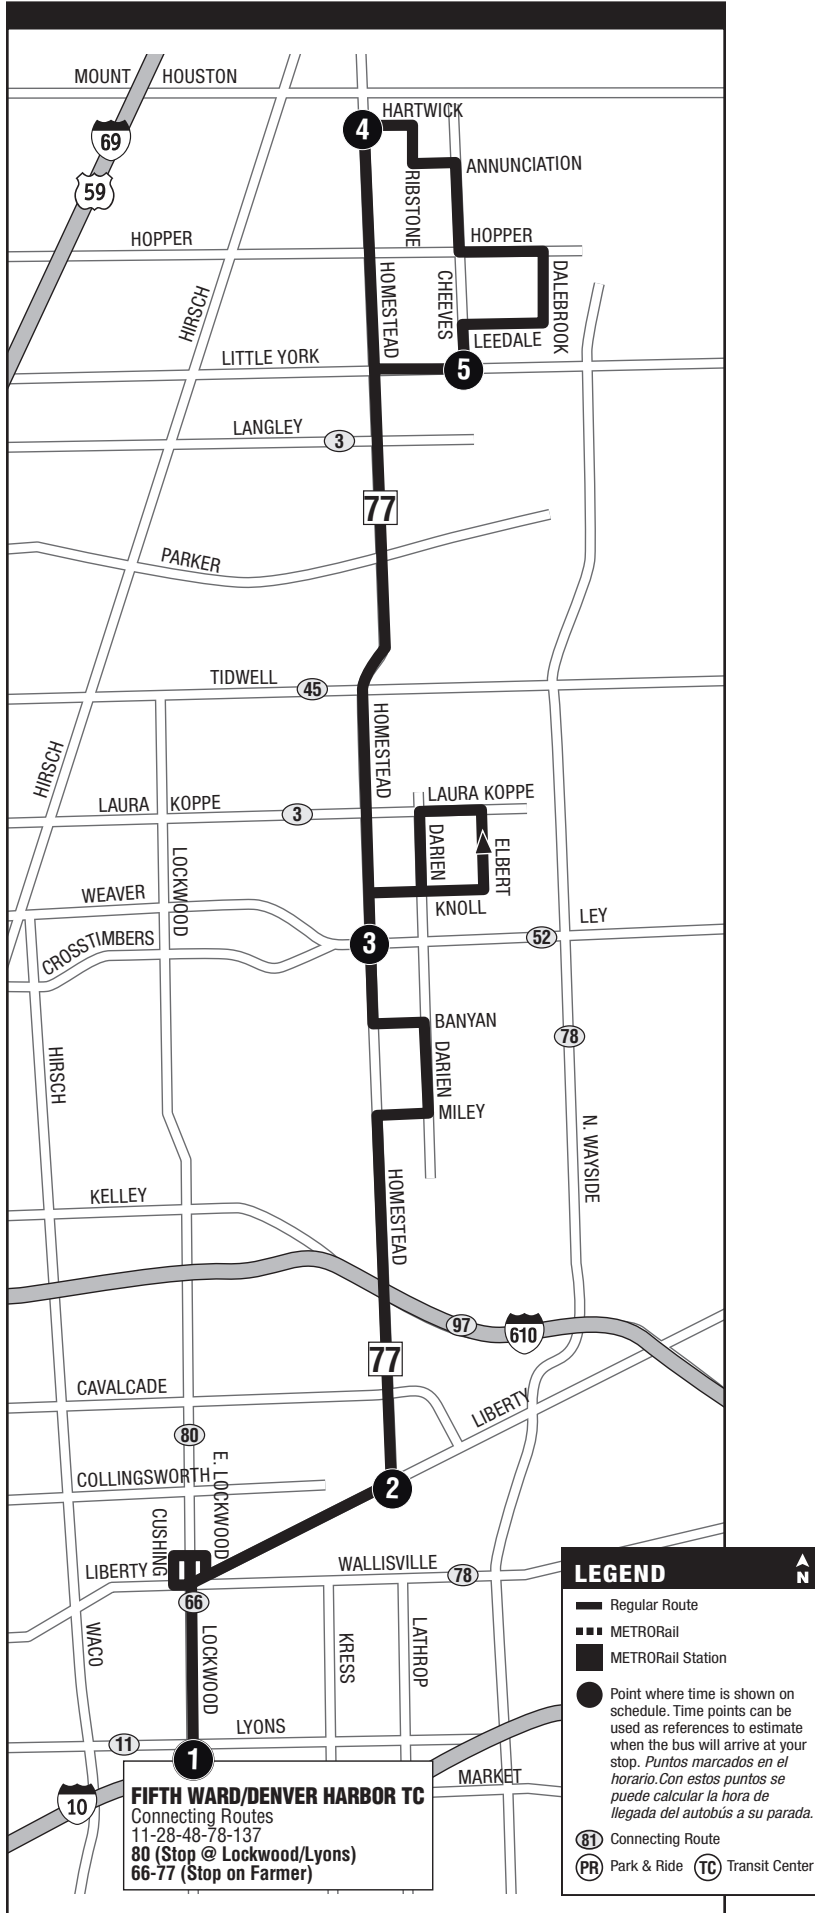 MOUNT HOUSTON
HARTWICK
4
69
59
ANNUNCIATION
RIBSTONE
HOPPER
HOPPER
HIRSCH
HOMESTEAD
CHEEVES
DALEBROOK
LEEDALE
LITTLE YORK
5
LANGLEY
3
77
PARKER
TIDWELL
45
HOMESTEAD
HIRSCH
LAURA KOPPE
3
LAURA KOPPE
DARIEN
ELBERT
LOCKWOOD
WEAVER
KNOLL
LEY
CROSSTIMBERS
3
52
BANYAN
78
HIRSCH
DARIEN
MILEY
N. WAYSIDE
KELLEY
HOMESTEAD
97
610
77
CAVALCADE
LIBERTY
80
COLLINGSWORTH
E. LOCKWOOD
2
CUSHING
LIBERTY
WALLISVILLE
78
66
WACO
LOCKWOOD
KRESS
LATHROP
LYONS
11
1
MARKET
10
FIFTH WARD/DENVER HARBOR TC
Connecting Routes
11-28-48-78-137
80 (Stop @ Lockwood/Lyons)
66-77 (Stop on Farmer)
LEGEND
N
Regular Route
METRORail
METRORail Station
Point where time is shown on
schedule. Time points can be
used as references to estimate
when the bus will arrive at your
stop. Puntos marcados en el
horario.Con estos puntos se
puede calcular la hora de
llegada del autobús a su parada.
81 Connecting Route
PR Park & Ride TC Transit Center